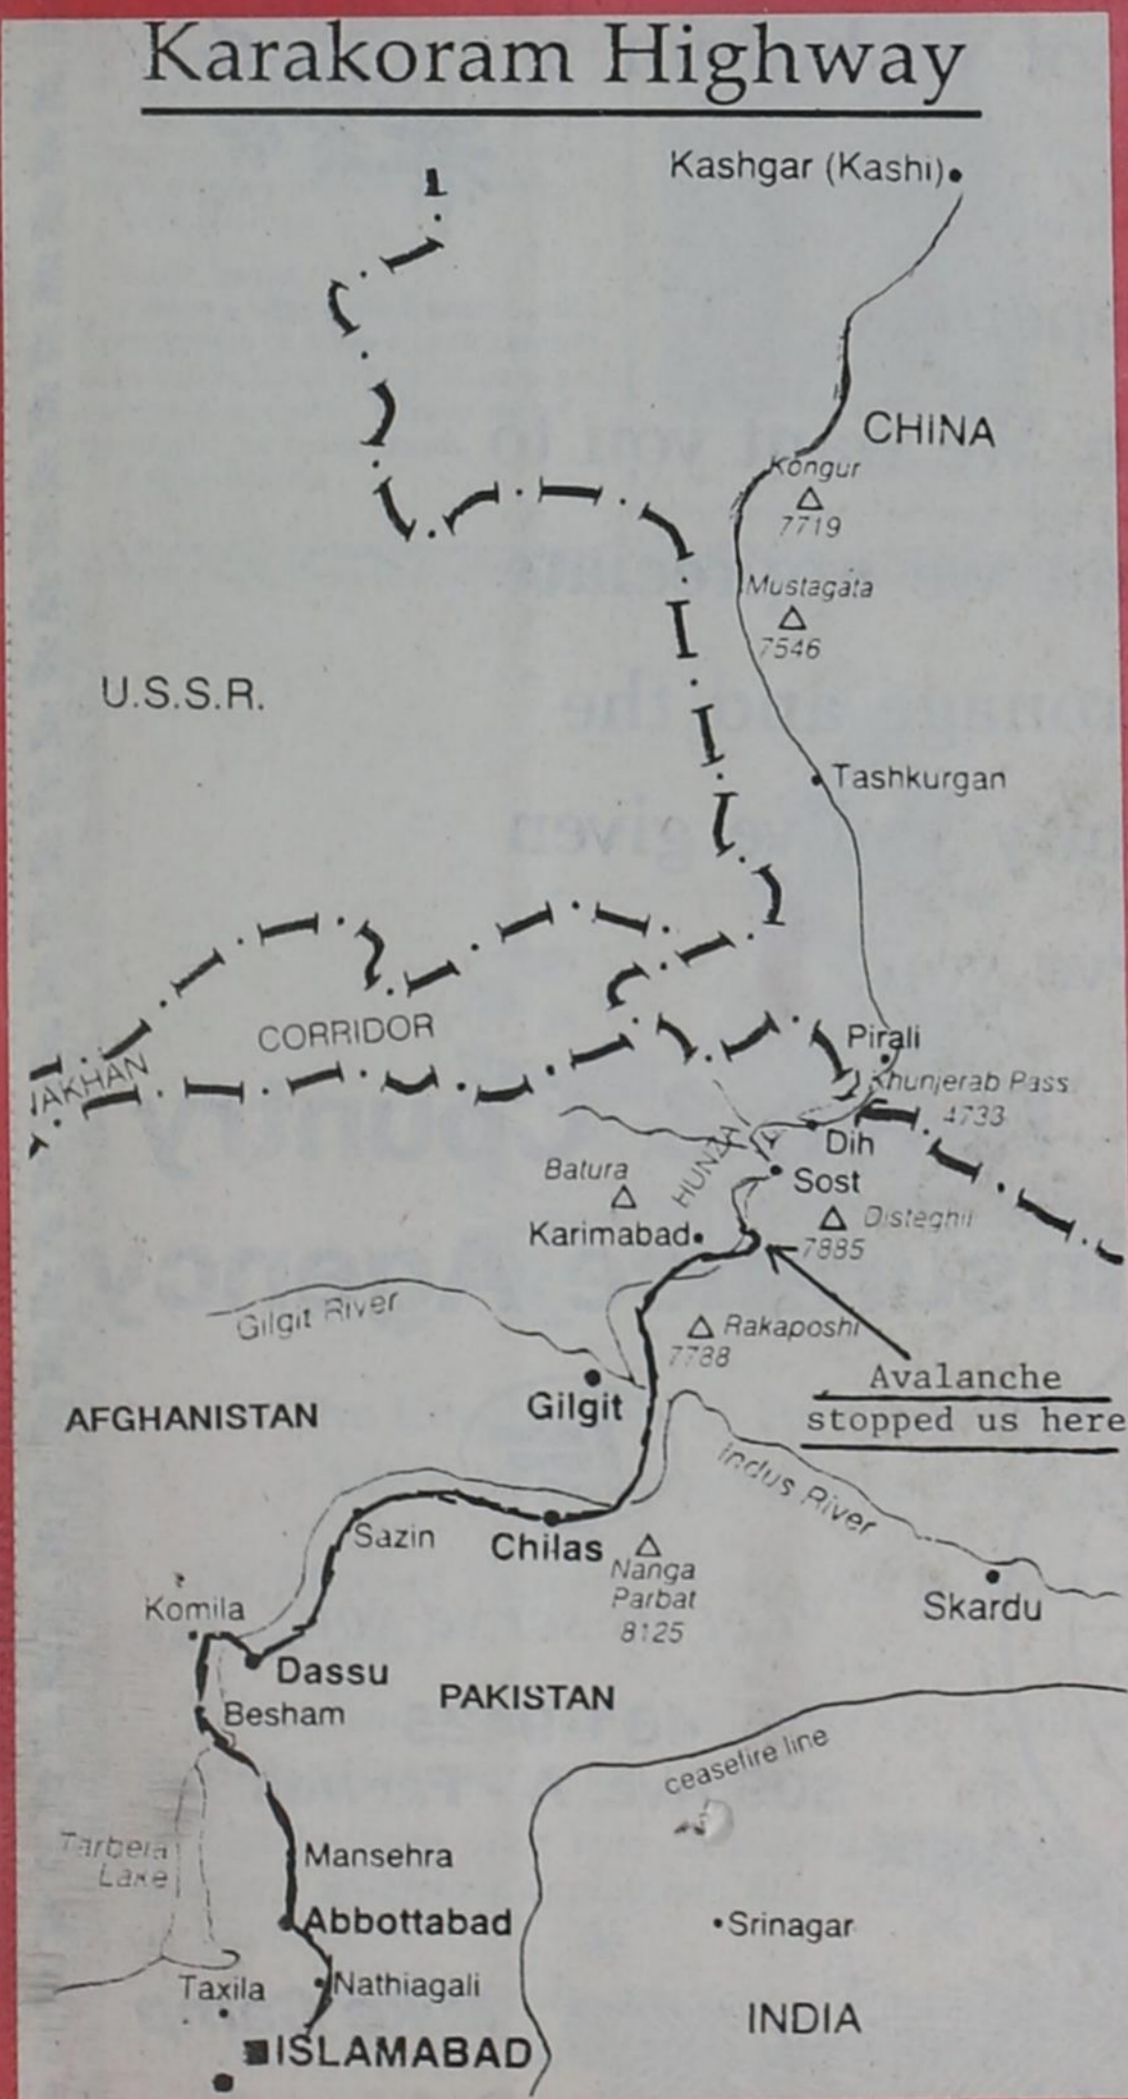 Karakoram Highway
Kashgar (Kashi)
CHINA
Kongur
7719
Mustagata
7546
U.S.S.R.
Tashkurgan
CORRIDOR
Pirali
Khunjerab Pass
4733
Dih
HUNZA
Sost
Batura
Karimabad
Disteghil
7885
Gilgit River
Rakaposhi
7788
Avalanche
stopped us here
Gilgit
AFGHANISTAN
Indus River
Sazin
Chilas
Nanga
Parbat
8125
Skardu
Komila
Dassu
PAKISTAN
Besham
ceasefire line
Tarbela
Lake
Mansehra
Abbottabad
Srinagar
Taxila
Nathiagali
INDIA
ISLAMABAD